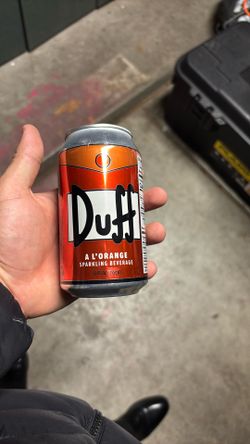 Duff
A L'ORANGE
SPARKLING BEVERAGE